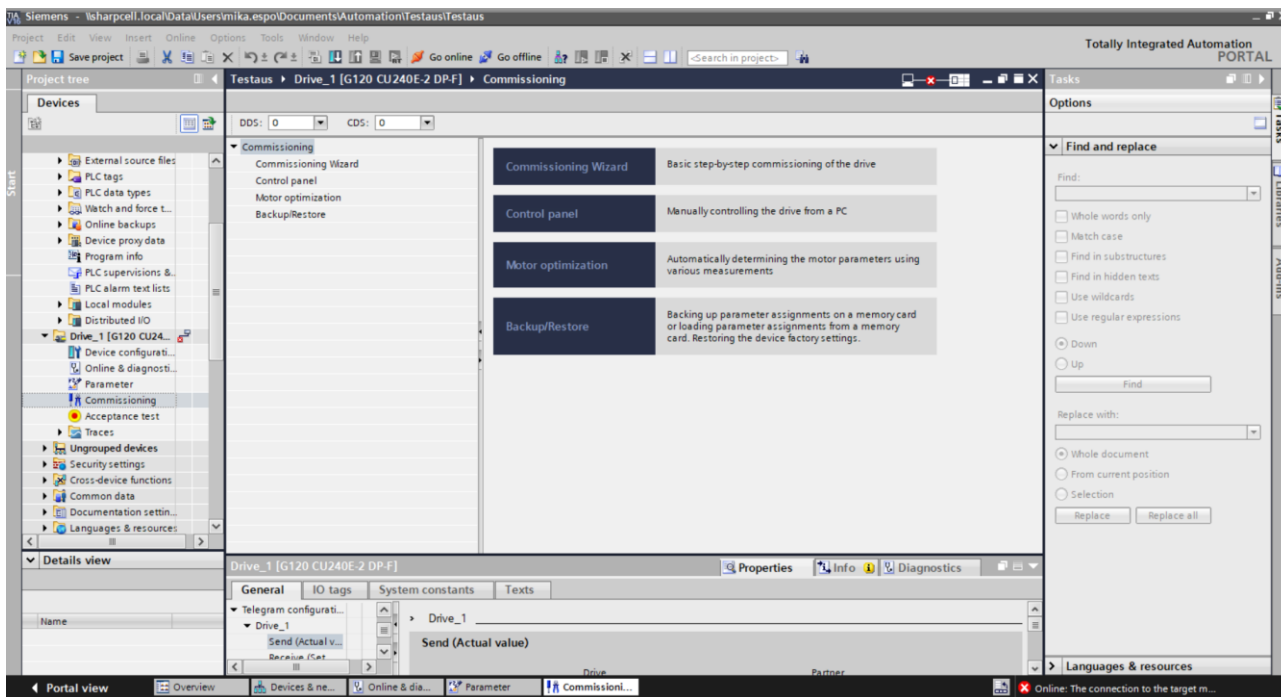 Siemens - \\sharpcell.local\Data\Users\mika.espo\Documents\Automation\Testaus\Testaus
Project Edit View Insert Online Options Tools Window Help
Totally Integrated Automation
PORTAL
Save project Go online Go offline <Search in project>
Project tree
Testaus Drive_1 [G120 CU240E-2 DP-F] Commissioning
Tasks
Devices
Options
DDS: 0 CDS: 0
Start
External source files
PLC tags
PLC data types
Watch and force t...
Online backups
Device proxy data
Program info
PLC supervisions &..
PLC alarm text lists
Local modules
Distributed I/O
Drive_1 [G120 CU24...
Device configurati...
Online & diagnosti...
Parameter
Commissioning
Acceptance test
Traces
Ungrouped devices
Security settings
Cross-device functions
Common data
Documentation settin...
Languages & resources
Details view
Name
Commissioning
Commissioning Wizard
Control panel
Motor optimization
Backup/Restore
Commissioning Wizard
Basic step-by-step commissioning of the drive
Control panel
Manually controlling the drive from a PC
Motor optimization
Automatically determining the motor parameters using
various measurements
Backup/Restore
Backing up parameter assignments on a memory card
or loading parameter assignments from a memory
card. Restoring the device factory settings.
Find and replace
Find:
Whole words only
Match case
Find in substructures
Find in hidden texts
Use wildcards
Use regular expressions
Down
Up
Find
Replace with:
Whole document
From current position
Selection
Replace Replace all
Languages & resources
Tasks
Libraries
Add-ins
Drive_1 [G120 CU240E-2 DP-F]
Properties Info Diagnostics
General IO tags System constants Texts
Telegram configurati...
Drive_1
Send (Actual v...
Receive (Set
Drive_1
Send (Actual value)
Drive Partner
Portal view Overview Devices & ne... Online & dia... Parameter Commissioni... Online: The connection to the target m...